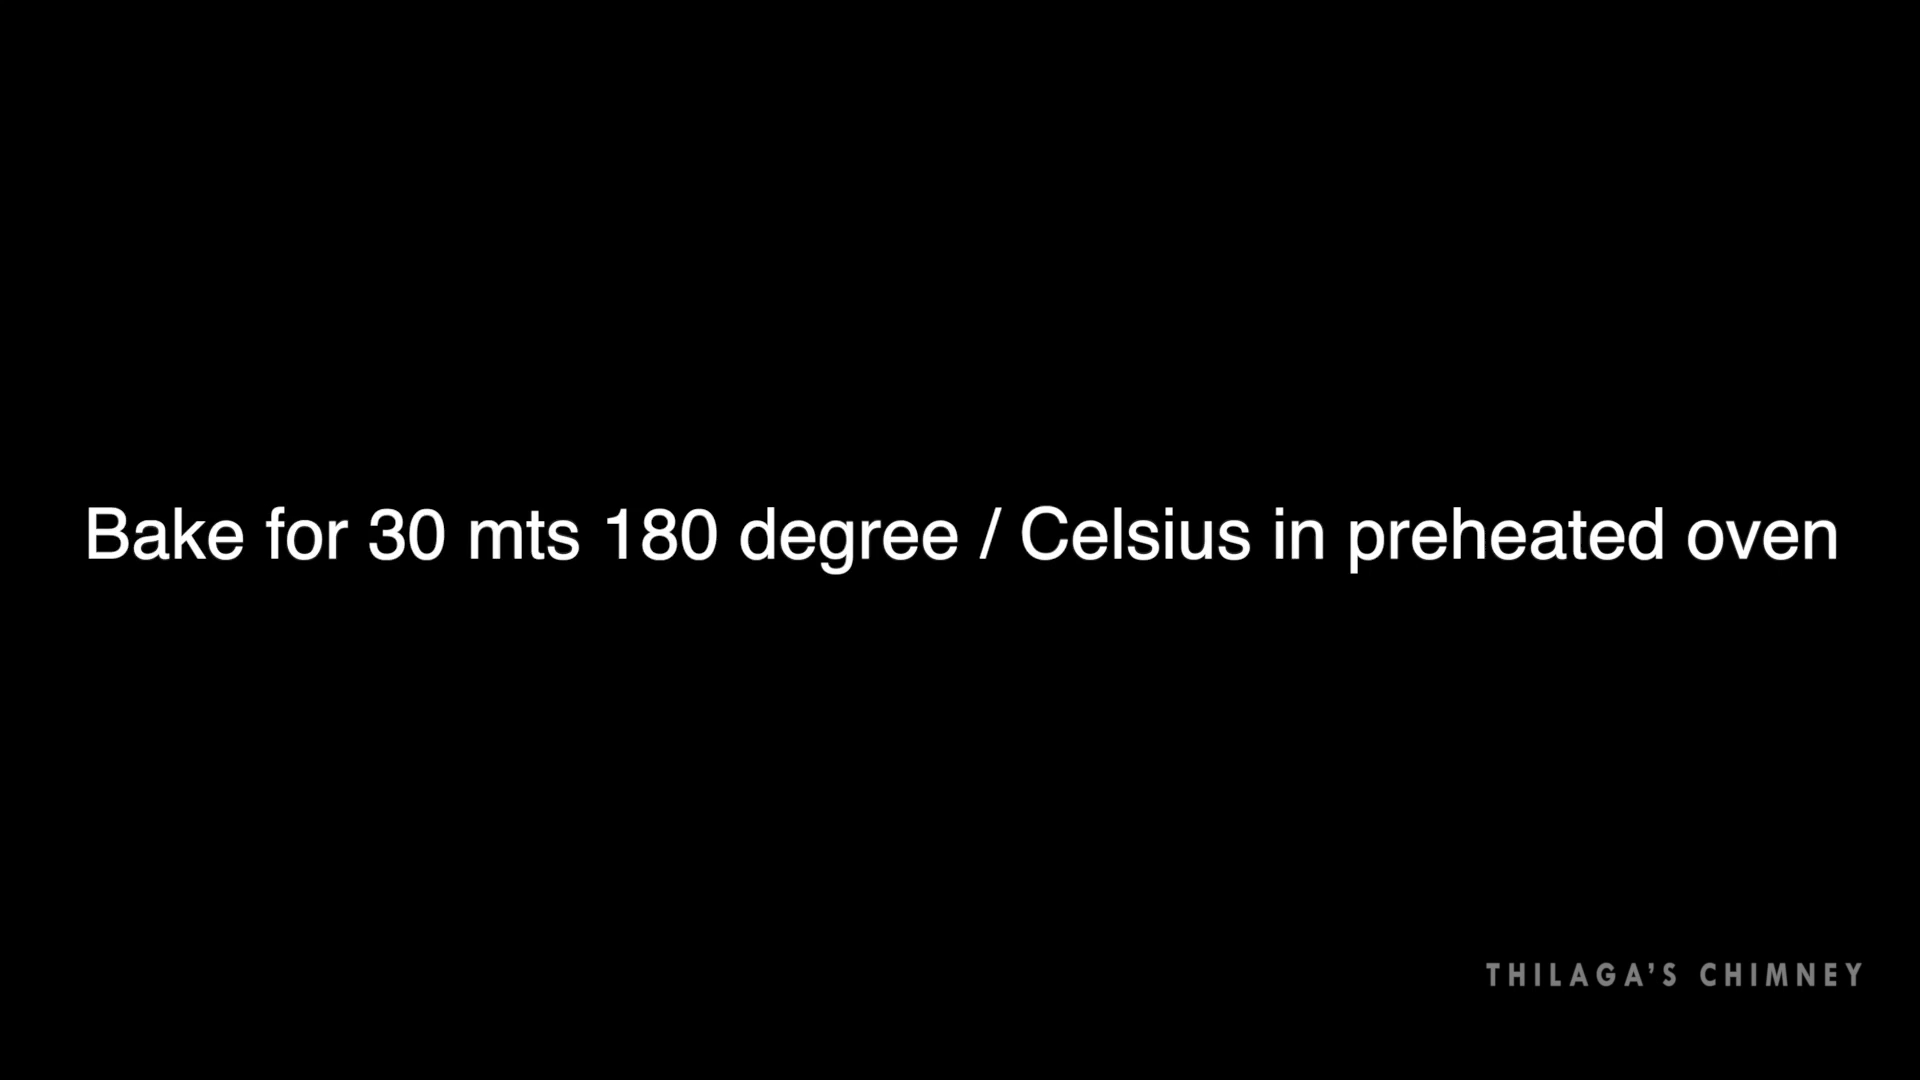 Bake for 30 mts 180 degree / Celsius in preheated oven
THILAGA'S CHIMNEY